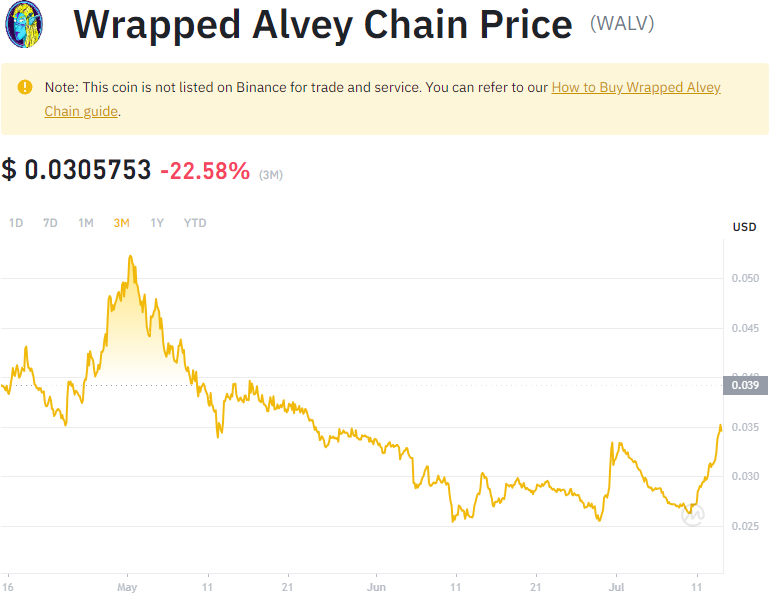 Wrapped Alvey Chain Price (WALV)
Note: This coin is not listed on Binance for trade and service. You can refer to our How to Buy Wrapped Alvey
Chain guide.
$ 0.0305753 -22.58% (3M)
1D 7D 1M 3M 1Y YTD
USD
0.050
0.045
0.039
0.035
0.030
0.025
16 May 11 21 Jun 11 21 Jul 11